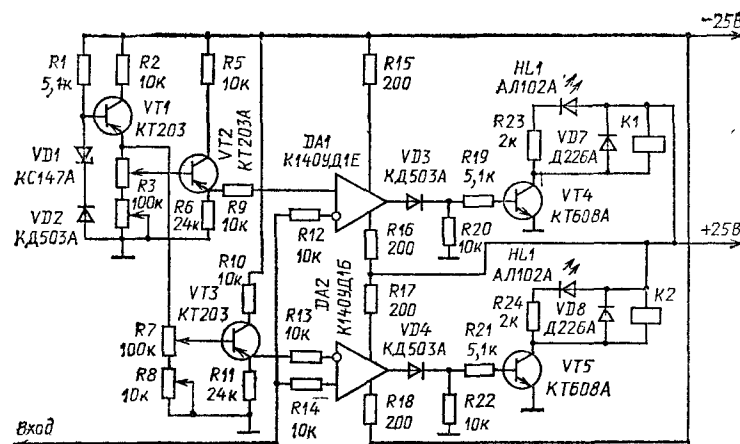 -25В
R1
5,1к
R2
10к
R5
10к
R15
200
HL1
АЛ102А
VT1
КТ203
VT2
КТ203А
DA1
К140УД1Е
VD3
КД503А
R19
5,1к
R23
2к
VD7
Д226А
К1
VD1
КС147А
R3
100к
R6
24к
R9
10к
VT4
КТ608А
VD2
КД503А
R12
10к
R16
200
R20
10к
+25В
R10
10к
VT3
КТ203
DA2
К140УД1Б
R17
200
HL1
АЛ102А
R13
10к
VD4
КД503А
R21
5,1к
R24
2к
VD8
Д226А
К2
R7
100к
R8
10к
R11
24к
R14
10к
R18
200
R22
10к
VT5
КТ608А
Вход